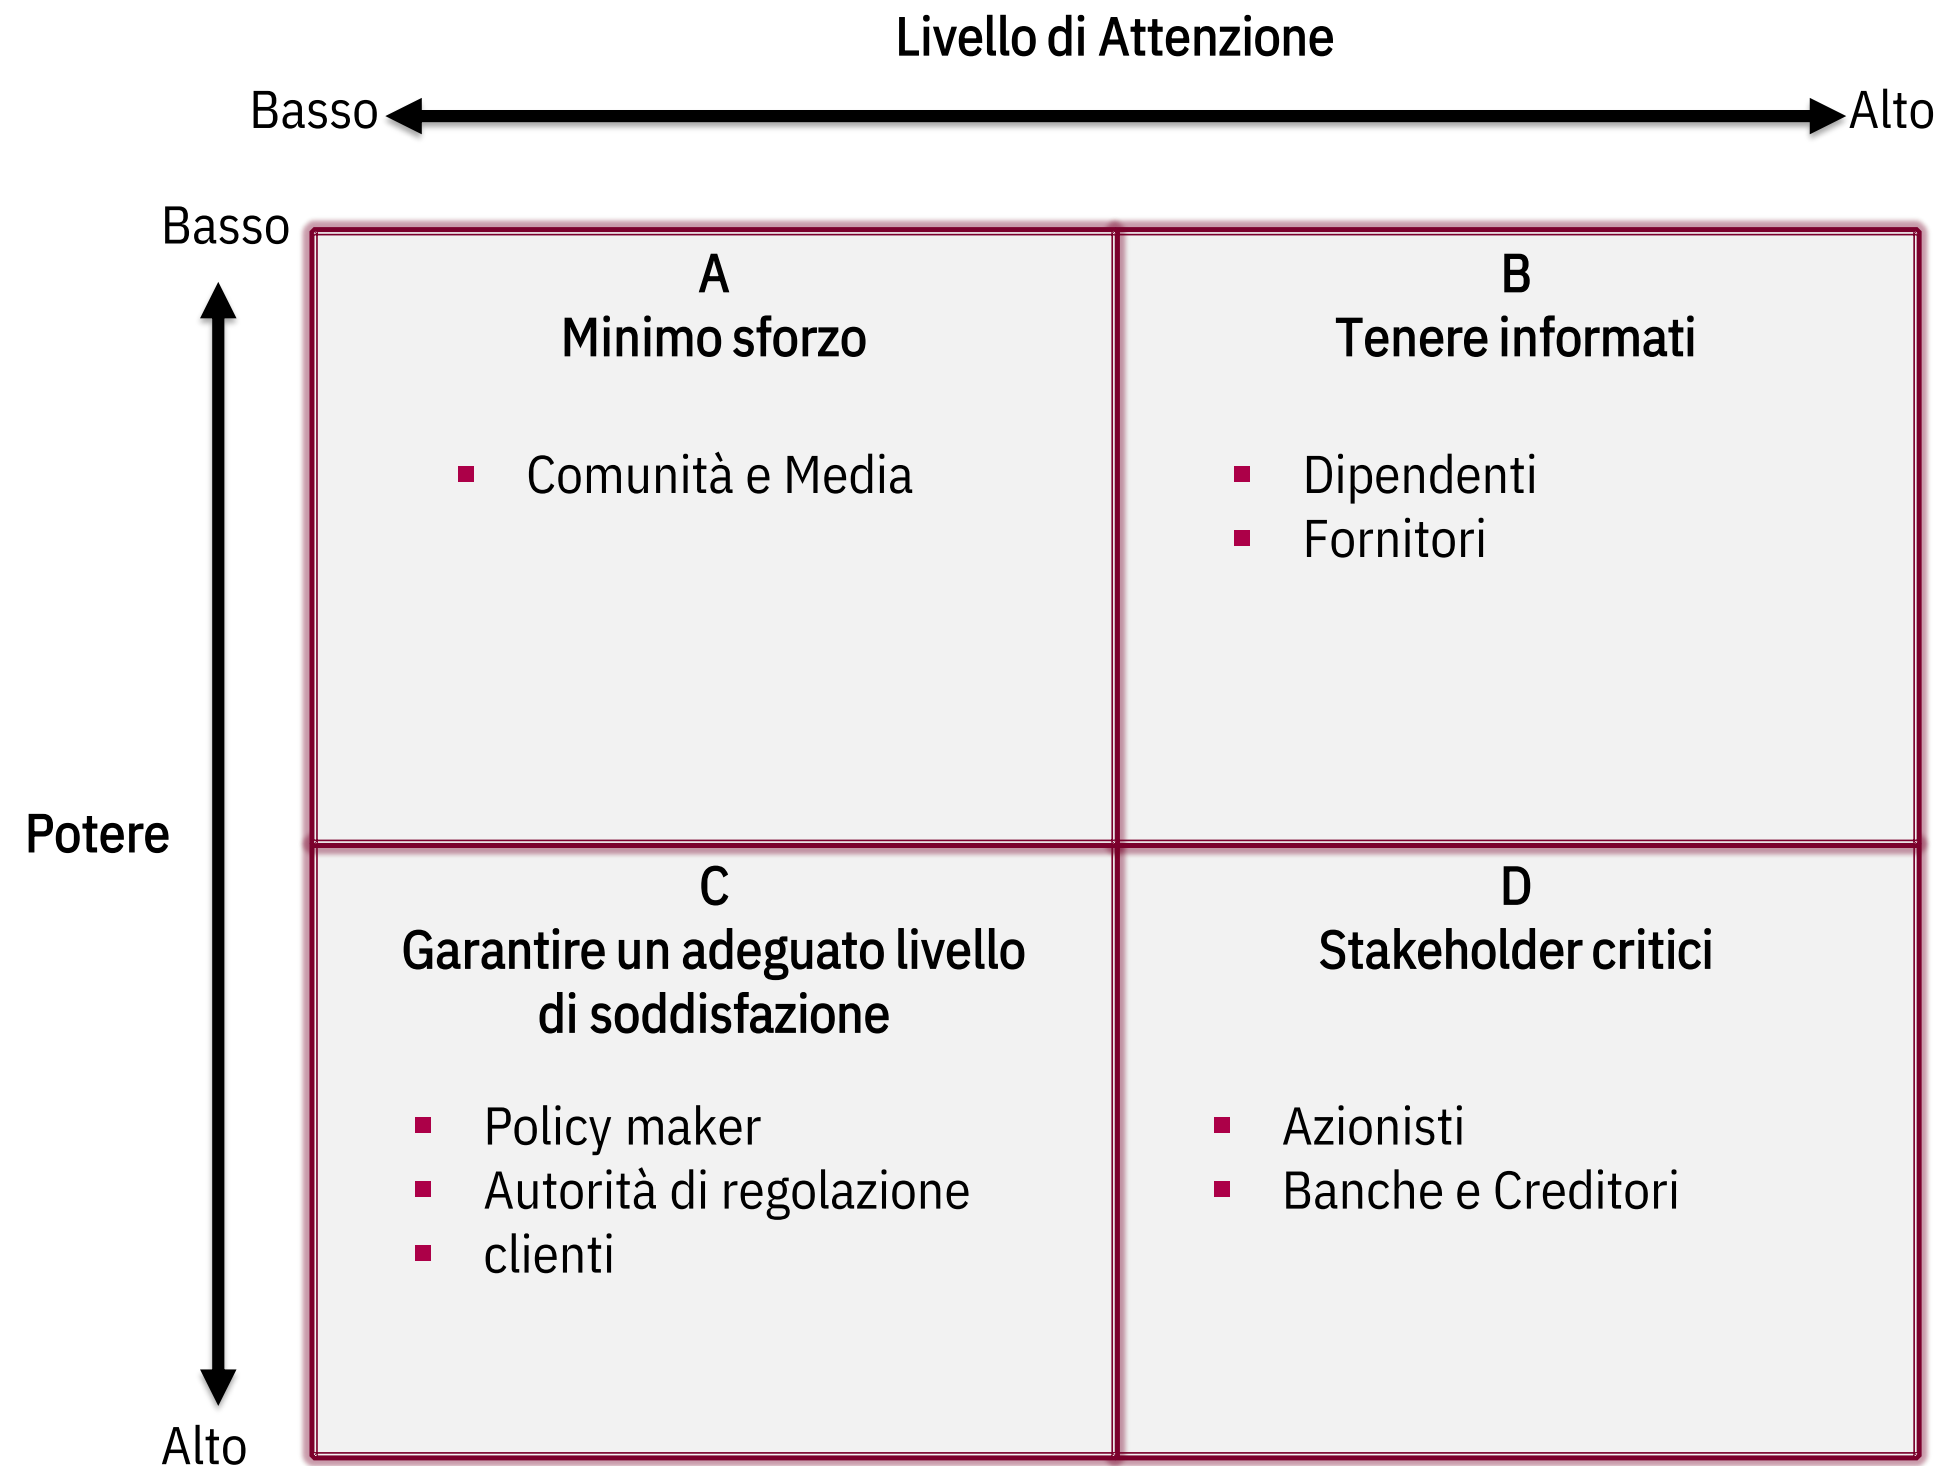 Livello di Attenzione
Basso
Alto
Basso
A
Minimo sforzo
Comunità e Media
B
Tenere informati
Dipendenti
Fornitori
Potere
C
Garantire un adeguato livello
di soddisfazione
Policy maker
Autorità di regolazione
clienti
D
Stakeholder critici
Azionisti
Banche e Creditori
Alto